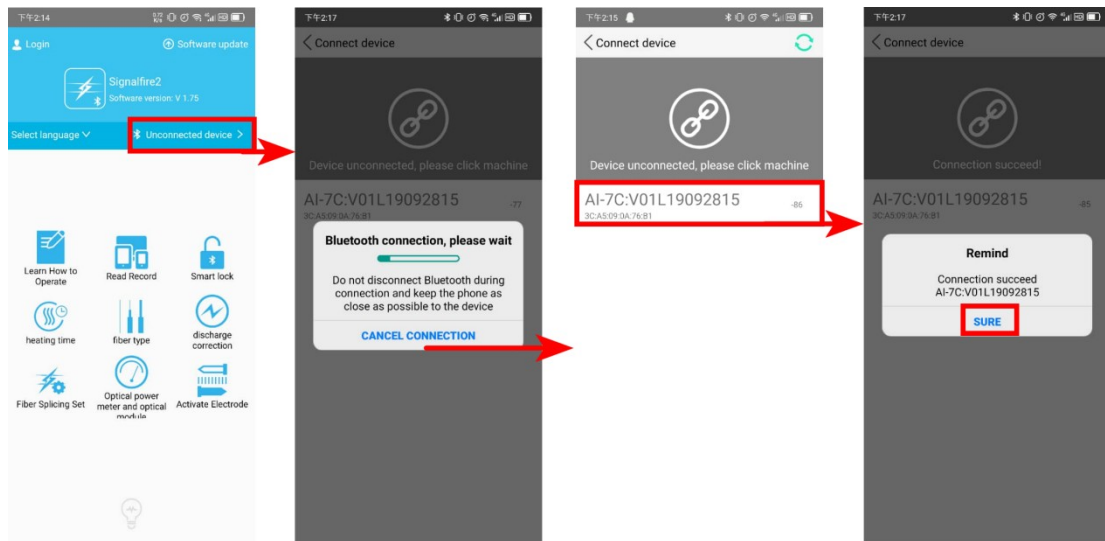 下午2:14
0.72
K/s
HD
Login
Software update
Signalfire2
Software version: V 1.75
Select language
Unconnected device >
Learn How to
Operate
Read Record
Smart lock
heating time
fiber type
discharge
correction
Fiber Splicing Set
Optical power
meter and optical
module
Activate Electrode
下午2:17
HD
Connect device
Device unconnected, please click machine
AI-7C:V01L19092815
-77
3C:A5:09:0A:76:B1
Bluetooth connection, please wait
Do not disconnect Bluetooth during
connection and keep the phone as
close as possible to the device
CANCEL CONNECTION
下午2:15
HD
Connect device
Device unconnected, please click machine
AI-7C:V01L19092815
-86
3C:A5:09:0A:76:B1
下午2:17
HD
Connect device
Connection succeed!
AI-7C:V01L19092815
-85
3C:A5:09:0A:76:B1
Remind
Connection succeed
AI-7C:V01L19092815
SURE